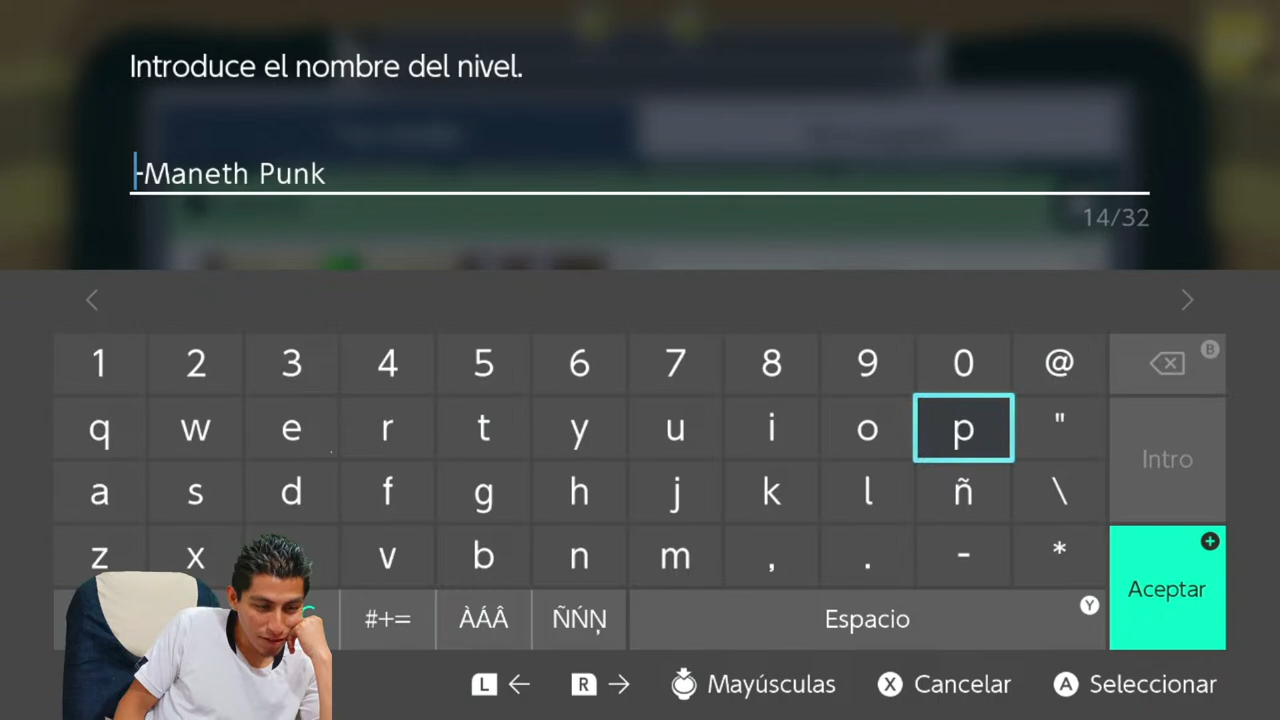 Introduce el nombre del nivel.
-Maneth Punk
14/32
1 2 3 4 5 6 7 8 9 0 @ B
q w e r t y u i o p "
Intro
a s d f g h j k l ñ \
z x v b n m , . - * +
Aceptar
#+= ÀÁÂ ÑŃŅ Espacio Y
L ← R → Mayúsculas X Cancelar A Seleccionar